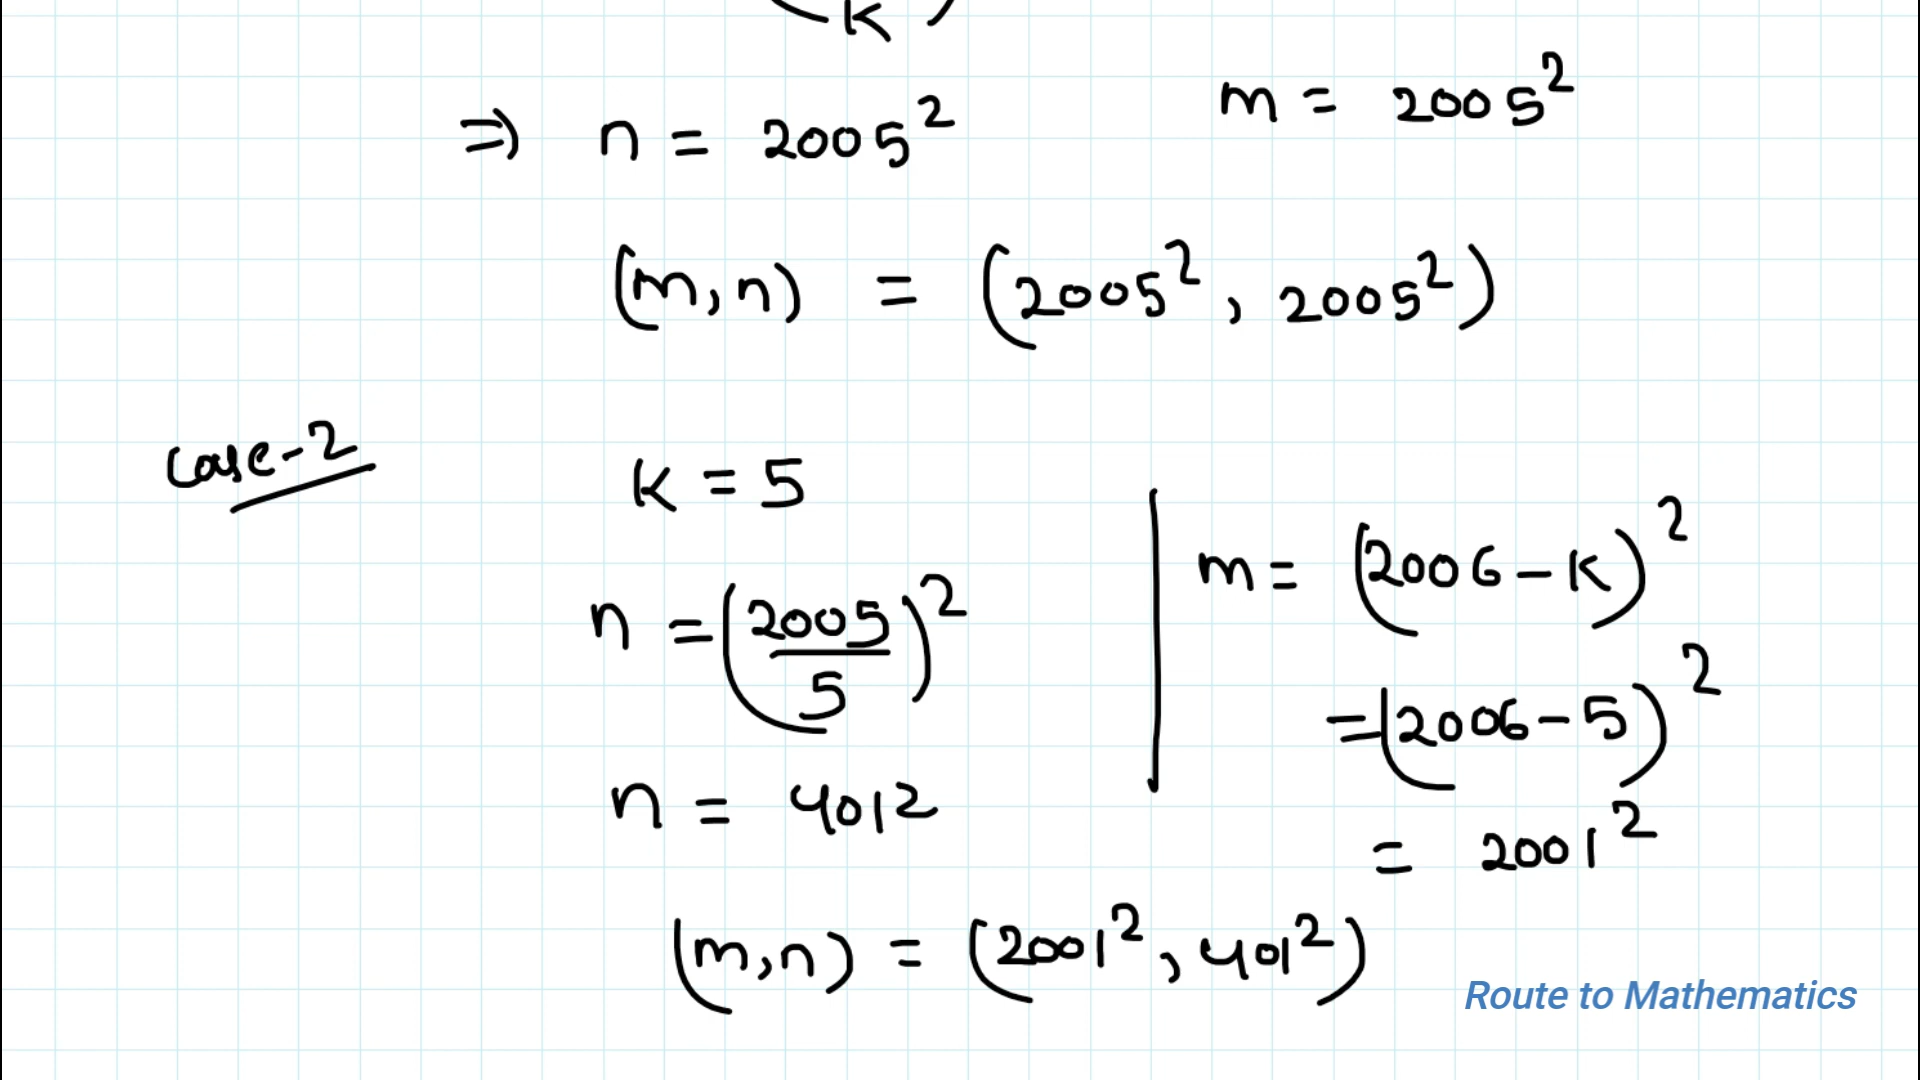 K )
⇒ n = 2005² m = 2005²
(m, n) = (2005², 2005²)
Case-2
K = 5
m = (2006 - K)²
n = (2005/5)²
= (2006 - 5)²
n = 401²
= 2001²
(m, n) = (2001², 401²)
Route to Mathematics